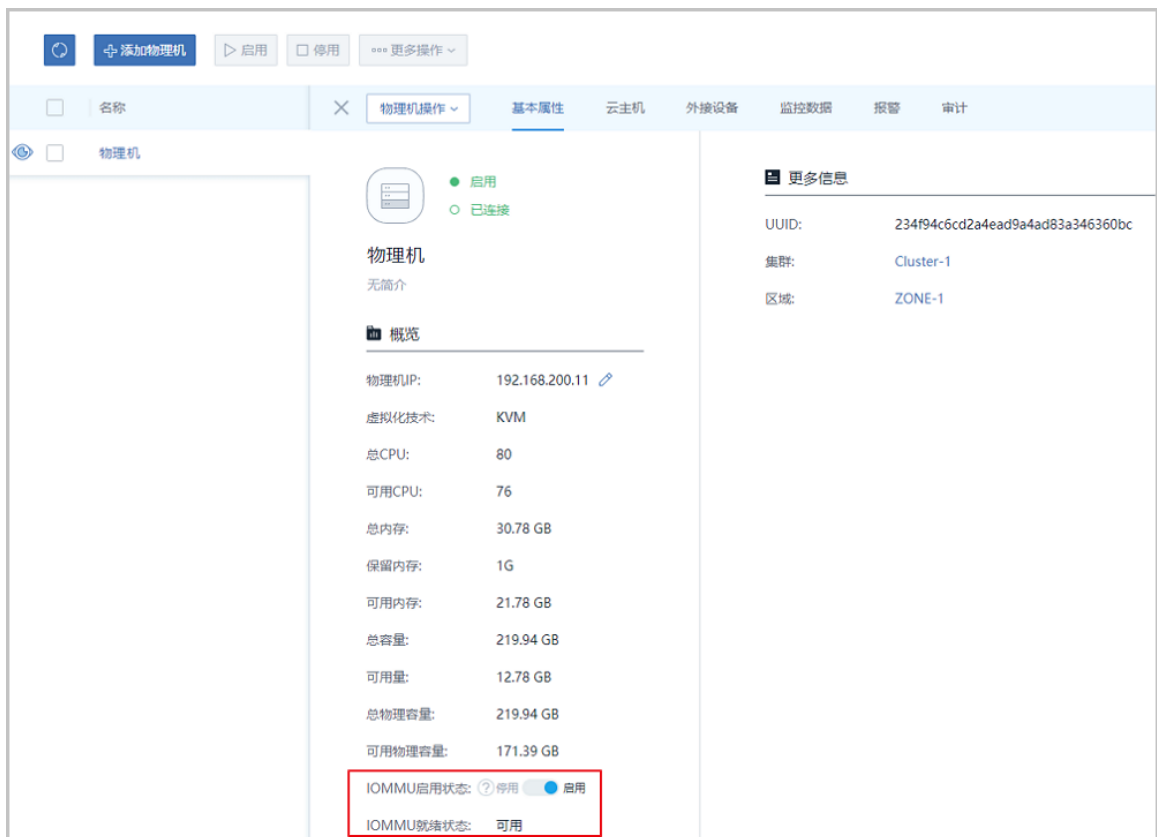 添加物理机 启用 停用 更多操作
名称 物理机操作 基本属性 云主机 外接设备 监控数据 报警 审计
物理机
启用
已连接
物理机
无简介
概览
物理机IP: 192.168.200.11
虚拟化技术: KVM
总CPU: 80
可用CPU: 76
总内存: 30.78 GB
保留内存: 1G
可用内存: 21.78 GB
总容量: 219.94 GB
可用量: 12.78 GB
总物理容量: 219.94 GB
可用物理容量: 171.39 GB
IOMMU启用状态: ? 停用 启用
IOMMU就绪状态: 可用
更多信息
UUID: 234f94c6cd2a4ead9a4ad83a346360bc
集群: Cluster-1
区域: ZONE-1